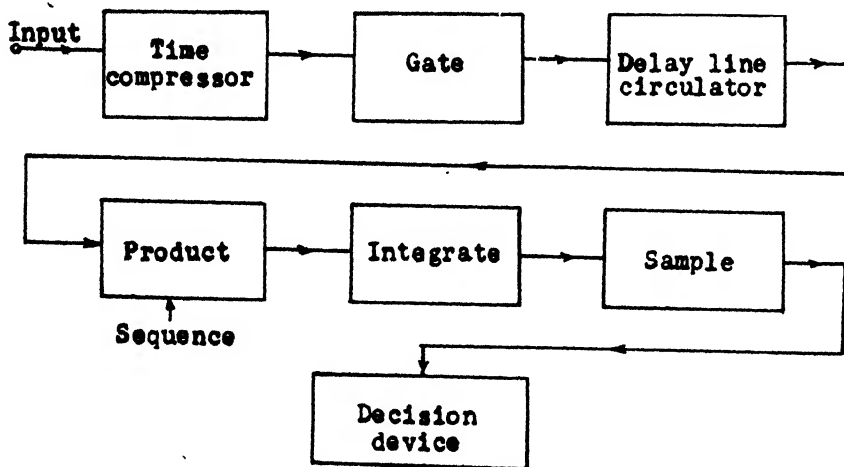 Input
Time
compressor
Gate
Delay line
circulator
Product
Integrate
Sample
Sequence
Decision
device